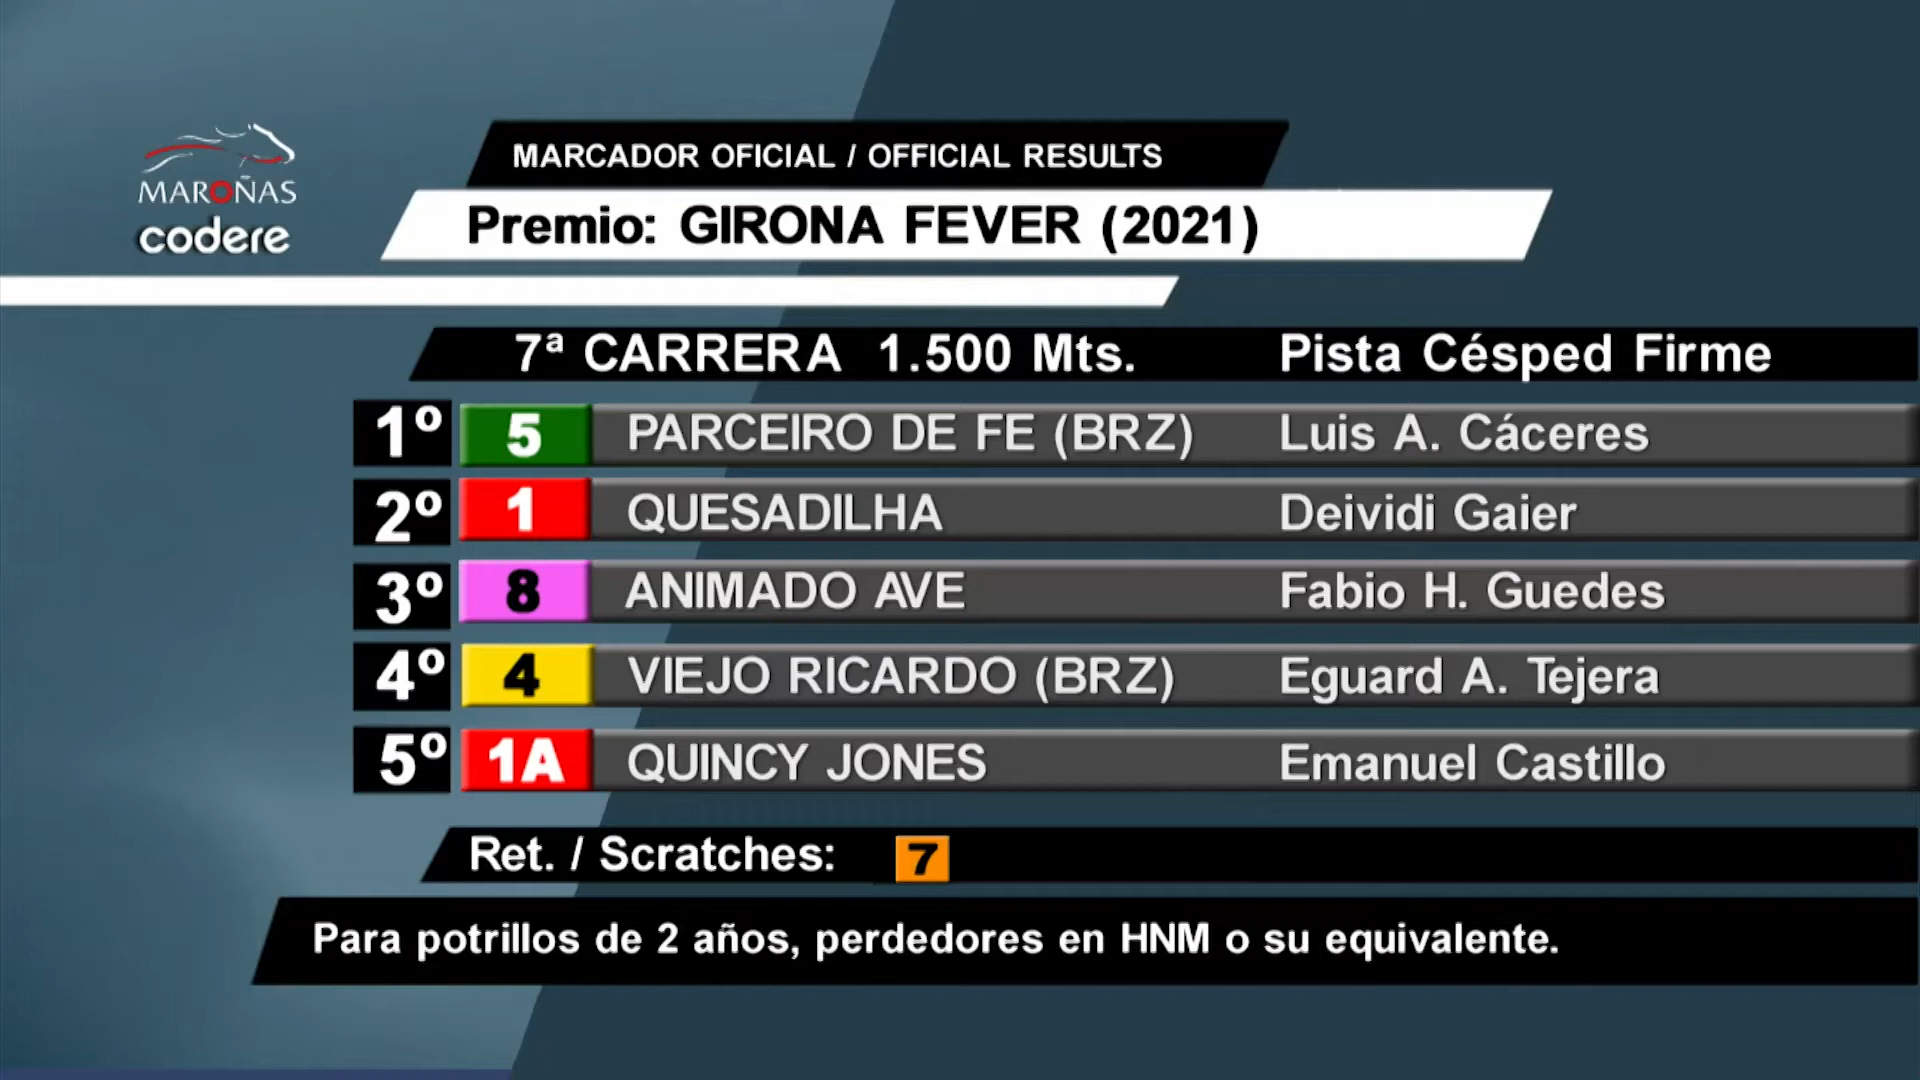 MAROÑAS
codere
MARCADOR OFICIAL / OFFICIAL RESULTS
Premio: GIRONA FEVER (2021)
7ª CARRERA 1.500 Mts. Pista Césped Firme
1º 5 PARCEIRO DE FE (BRZ) Luis A. Cáceres
2º 1 QUESADILHA Deividi Gaier
3º 8 ANIMADO AVE Fabio H. Guedes
4º 4 VIEJO RICARDO (BRZ) Eguard A. Tejera
5º 1A QUINCY JONES Emanuel Castillo
Ret. / Scratches: 7
Para potrillos de 2 años, perdedores en HNM o su equivalente.